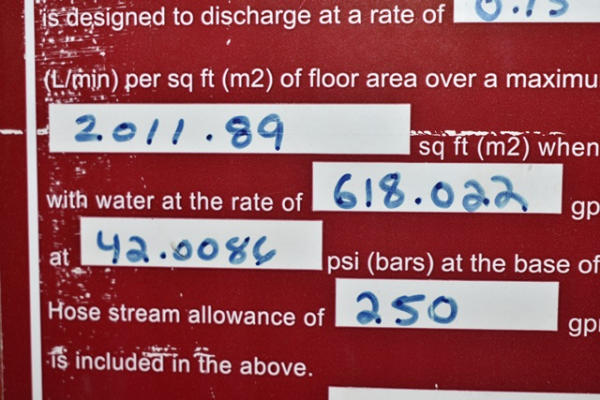 is designed to discharge at a rate of 0.15
(L/min) per sq ft (m2) of floor area over a maximu
2011.89 sq ft (m2) when
with water at the rate of 618.022 gp
at 42.0086 psi (bars) at the base of
Hose stream allowance of 250 gp
is included in the above.